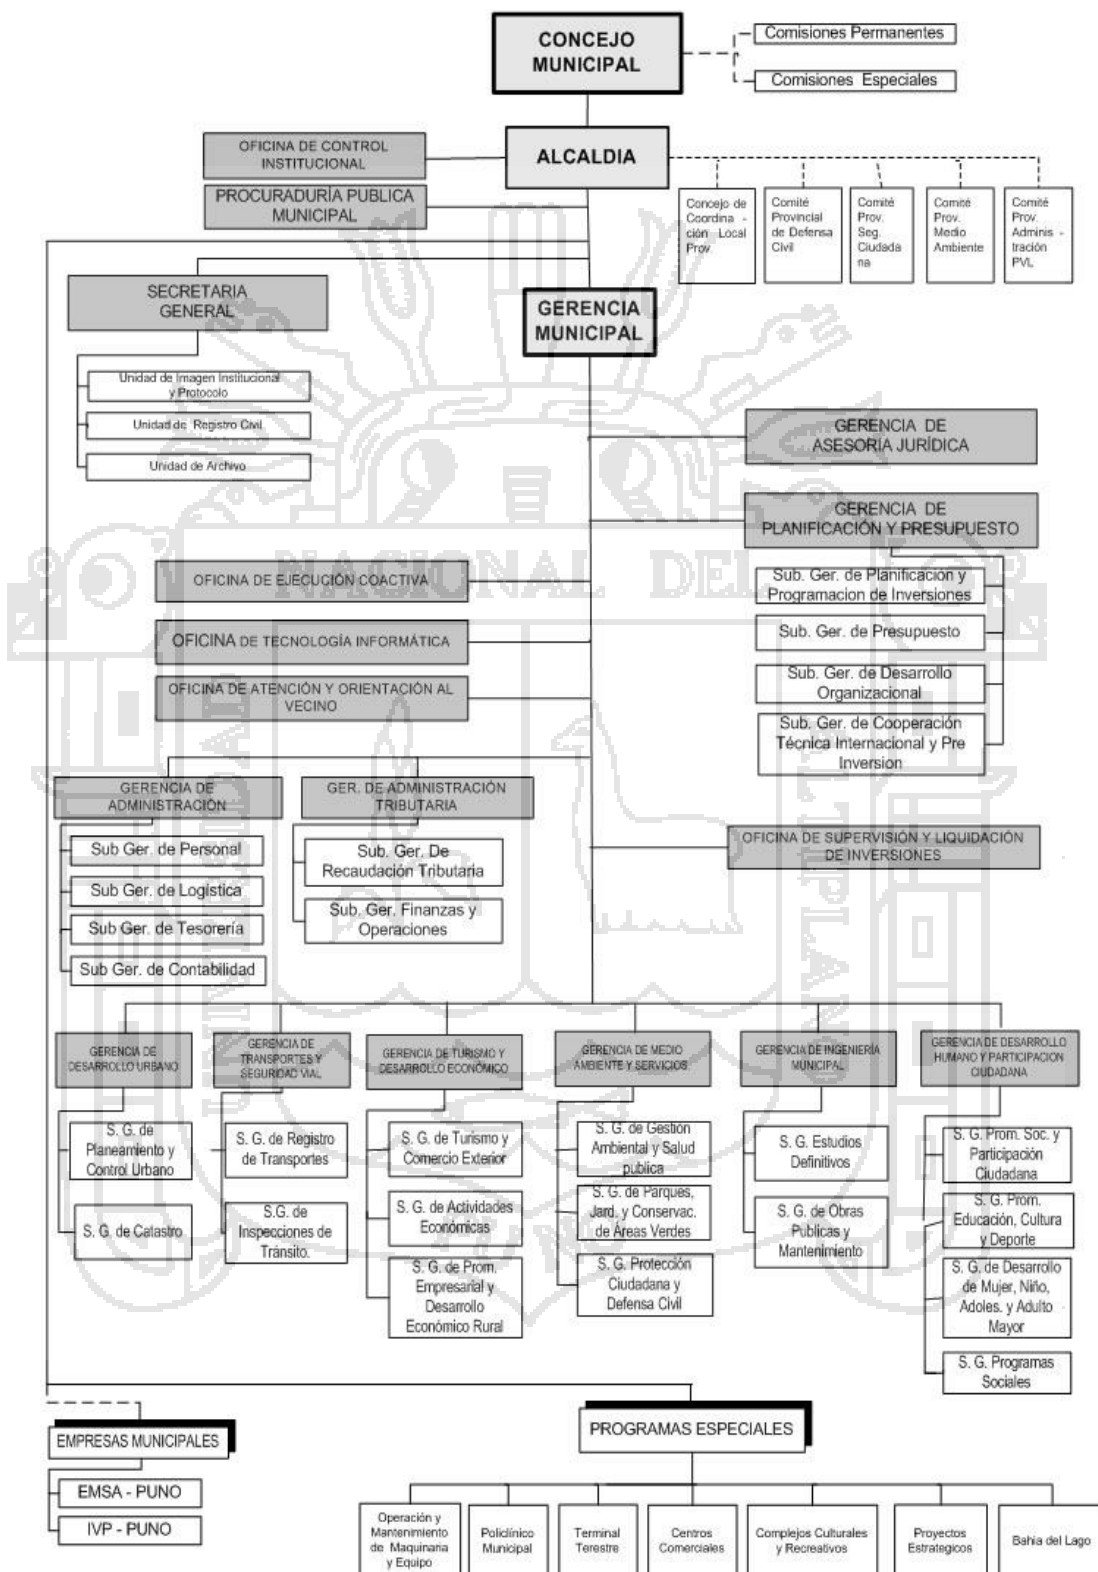 CONCEJO
MUNICIPAL
Comisiones Permanentes
Comisiones Especiales
OFICINA DE CONTROL
INSTITUCIONAL
ALCALDIA
PROCURADURÍA PUBLICA
MUNICIPAL
Concejo de
Coordina -
ción Local
Prov.
Comité
Provincial
de Defensa
Civil
Comité
Prov.
Seg.
Ciudada
na
Comité
Prov.
Medio
Ambiente
Comité
Prov.
Adminis -
tración
PVL
SECRETARIA
GENERAL
GERENCIA
MUNICIPAL
Unidad de Imagen Institucional
y Protocolo
Unidad de Registro Civil
Unidad de Archivo
GERENCIA DE
ASESORÍA JURÍDICA
GERENCIA DE
PLANIFICACIÓN Y PRESUPUESTO
NACIONAL DEL
UNIVERSIDAD
ALTIPLANO
PUNO
OFICINA DE EJECUCIÓN COACTIVA
Sub. Ger. de Planificación y
Programacion de Inversiones
OFICINA DE TECNOLOGÍA INFORMÁTICA
Sub. Ger. de Presupuesto
OFICINA DE ATENCIÓN Y ORIENTACIÓN AL
VECINO
Sub. Ger. de Desarrollo
Organizacional
Sub. Ger. de Cooperación
Técnica Internacional y Pre
Inversion
GERENCIA DE
ADMINISTRACIÓN
GER. DE ADMINISTRACIÓN
TRIBUTARIA
Sub Ger. de Personal
Sub Ger. de Logística
Sub Ger. de Tesorería
Sub Ger. de Contabilidad
Sub. Ger. De
Recaudación Tributaria
Sub. Ger. Finanzas y
Operaciones
OFICINA DE SUPERVISIÓN Y LIQUIDACIÓN
DE INVERSIONES
GERENCIA DE
DESARROLLO URBANO
GERENCIA DE
TRANSPORTES Y
SEGURIDAD VIAL
GERENCIA DE TURISMO Y
DESARROLLO ECONÓMICO
GERENCIA DE MEDIO
AMBIENTE Y SERVICIOS.
GERENCIA DE INGENIERÍA
MUNICIPAL
GERENCIA DE DESARROLLO
HUMANO Y PARTICIPACION
CIUDADANA
S. G. de
Planeamiento y
Control Urbano
S. G. de Catastro
S. G. de Registro
de Transportes
S.G. de
Inspecciones de
Tránsito.
S. G. de Turismo y
Comercio Exterior
S. G. de Actividades
Económicas
S. G. de Prom.
Empresarial y
Desarrollo
Económico Rural
S. G. de Gestión
Ambiental y Salud
publica
S. G. de Parques,
Jard. y Conservac.
de Áreas Verdes
S. G. Protección
Ciudadana y
Defensa Civil
S. G. Estudios
Definitivos
S. G. de Obras
Publicas y
Mantenimiento
S. G. Prom. Soc. y
Participación
Ciudadana
S. G. Prom.
Educación, Cultura
y Deporte
S. G. de Desarrollo
de Mujer, Niño,
Adoles. y Adulto
Mayor
S. G. Programas
Sociales
EMPRESAS MUNICIPALES
EMSA - PUNO
IVP - PUNO
PROGRAMAS ESPECIALES
Operación y
Mantenimiento
de Maquinaria
y Equipo
Policlínico
Municipal
Terminal
Terestre
Centros
Comerciales
Complejos Culturales
y Recreativos
Proyectos
Estrategicos
Bahia del Lago